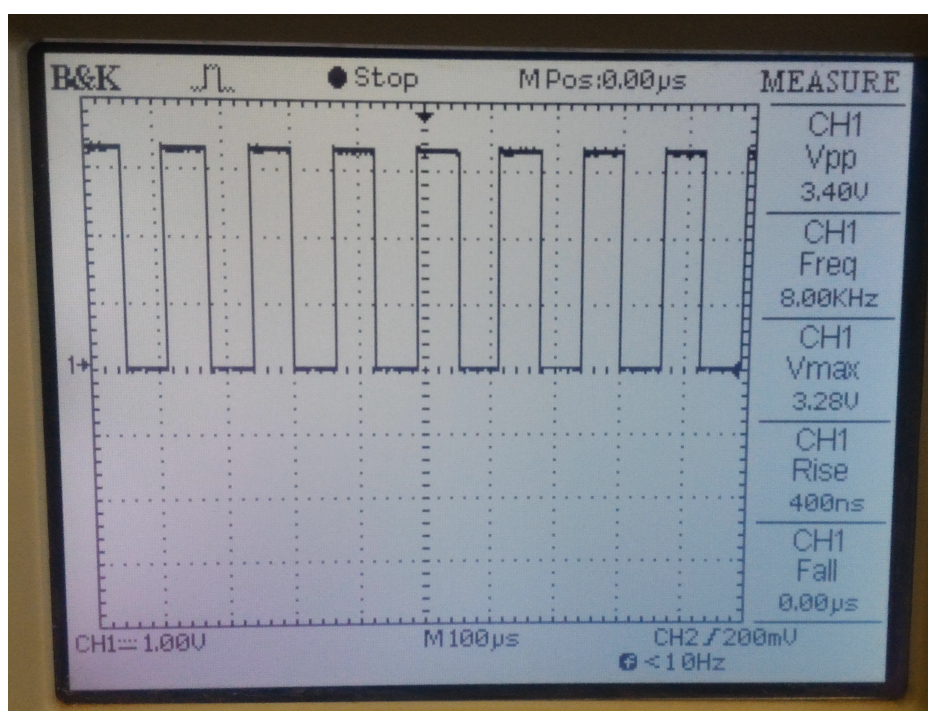 B&K Stop M Pos:0.00µs MEASURE
CH1
Vpp
3.40V
CH1
Freq
8.00KHz
1
CH1
Vmax
3.28V
CH1
Rise
400ns
CH1
Fall
0.00µs
CH1 1.00V M 100µs CH2 200mV
<10Hz